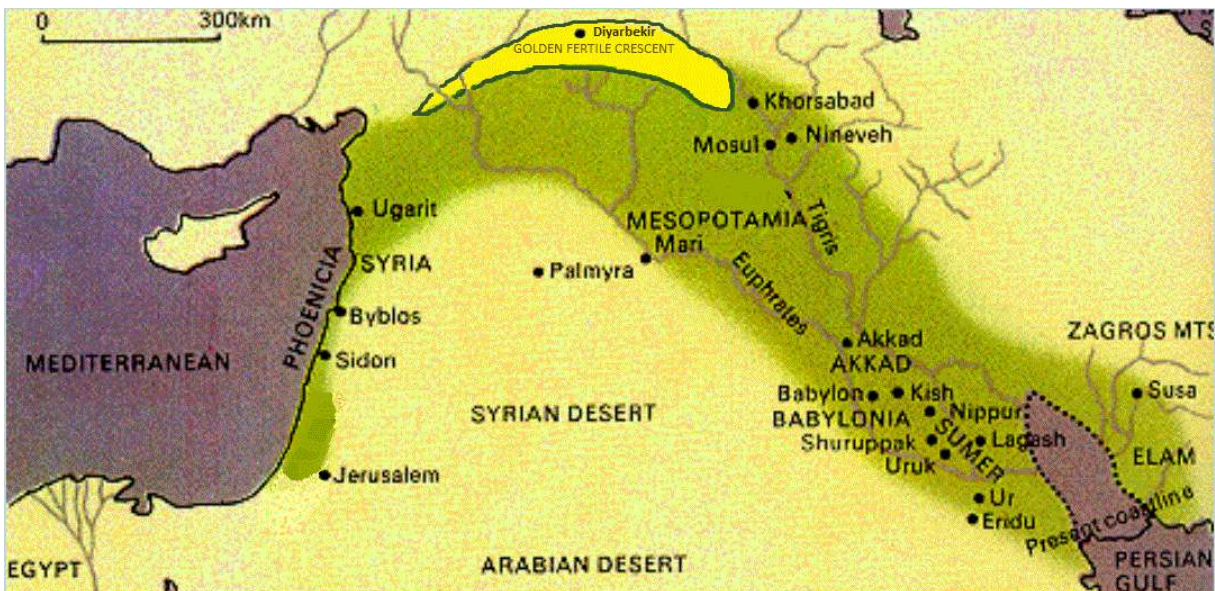 0 300km
Diyarbekir
GOLDEN FERTILE CRESCENT
Khorsabad
Mosul
Nineveh
Ugarit
MESOPOTAMIA
Tigris
Mari
SYRIA
Palmyra
Euphrates
PHOENICIA
Byblos
MEDITERRANEAN
Sidon
Akkad
AKKAD
ZAGROS MTS
Babylon
Kish
Susa
SYRIAN DESERT
BABYLONIA
Nippur
Shuruppak
SUMER
Lagash
Uruk
ELAM
Jerusalem
Ur
Eridu
Present coastline
EGYPT
ARABIAN DESERT
PERSIAN
GULF